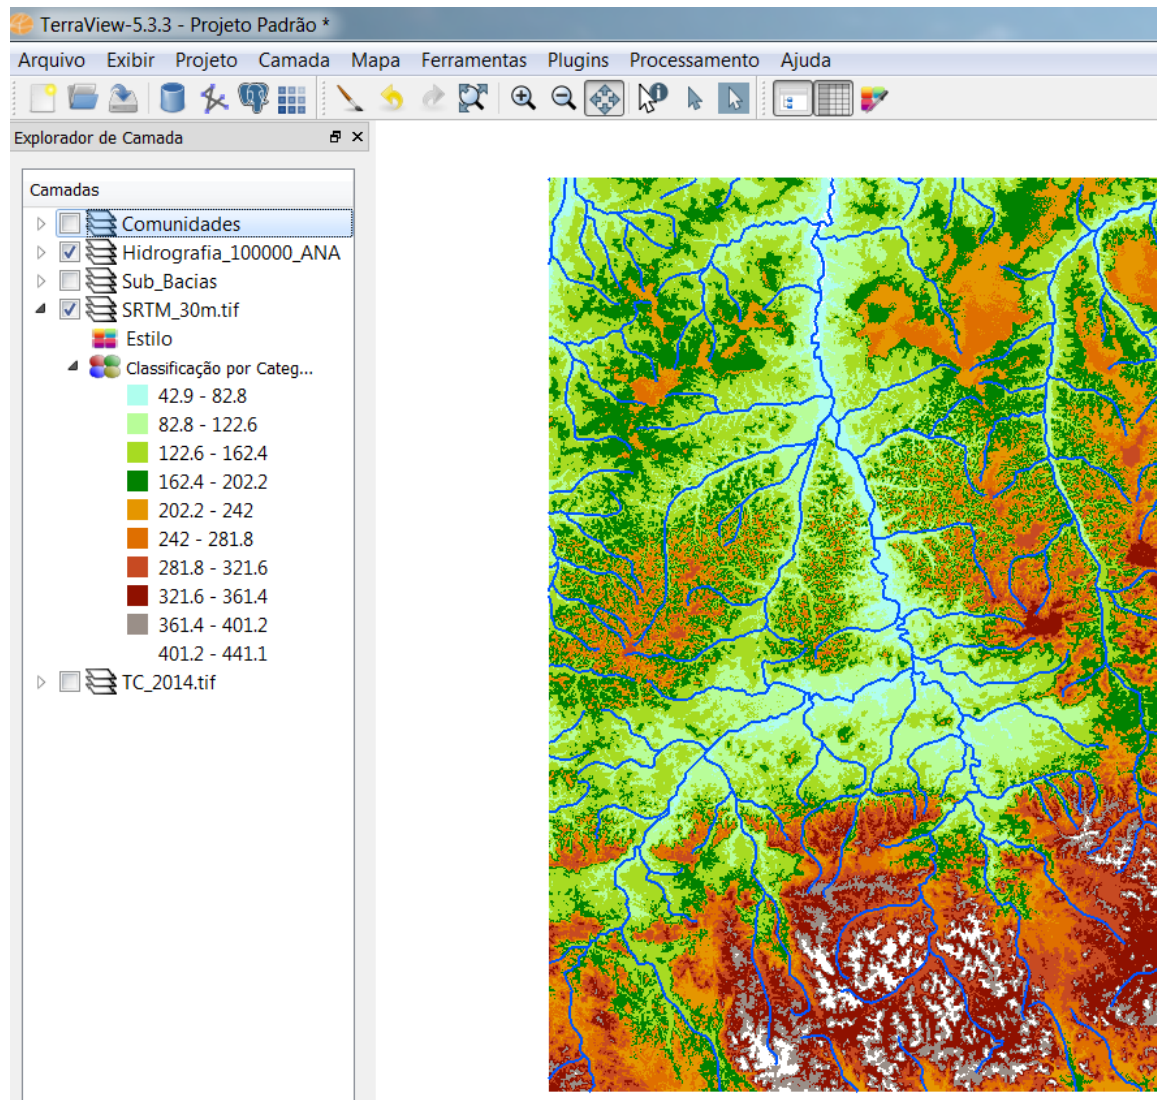 TerraView-5.3.3 - Projeto Padrão *
Arquivo Exibir Projeto Camada Mapa Ferramentas Plugins Processamento Ajuda
Explorador de Camada
Camadas
Comunidades
Hidrografia_100000_ANA
Sub_Bacias
SRTM_30m.tif
Estilo
Classificação por Categ...
42.9 - 82.8
82.8 - 122.6
122.6 - 162.4
162.4 - 202.2
202.2 - 242
242 - 281.8
281.8 - 321.6
321.6 - 361.4
361.4 - 401.2
401.2 - 441.1
TC_2014.tif